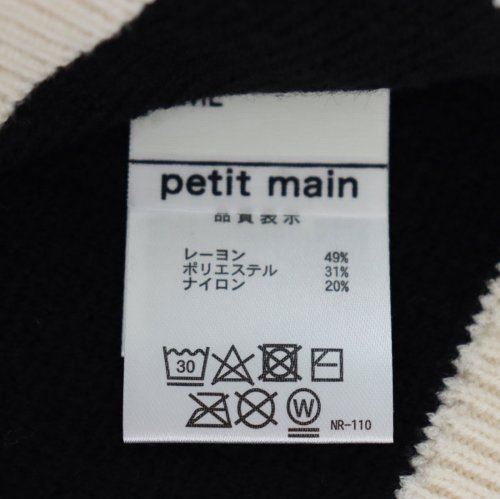 petit main
品質表示
レーヨン 49%
ポリエステル 31%
ナイロン 20%
30
W
NR-110